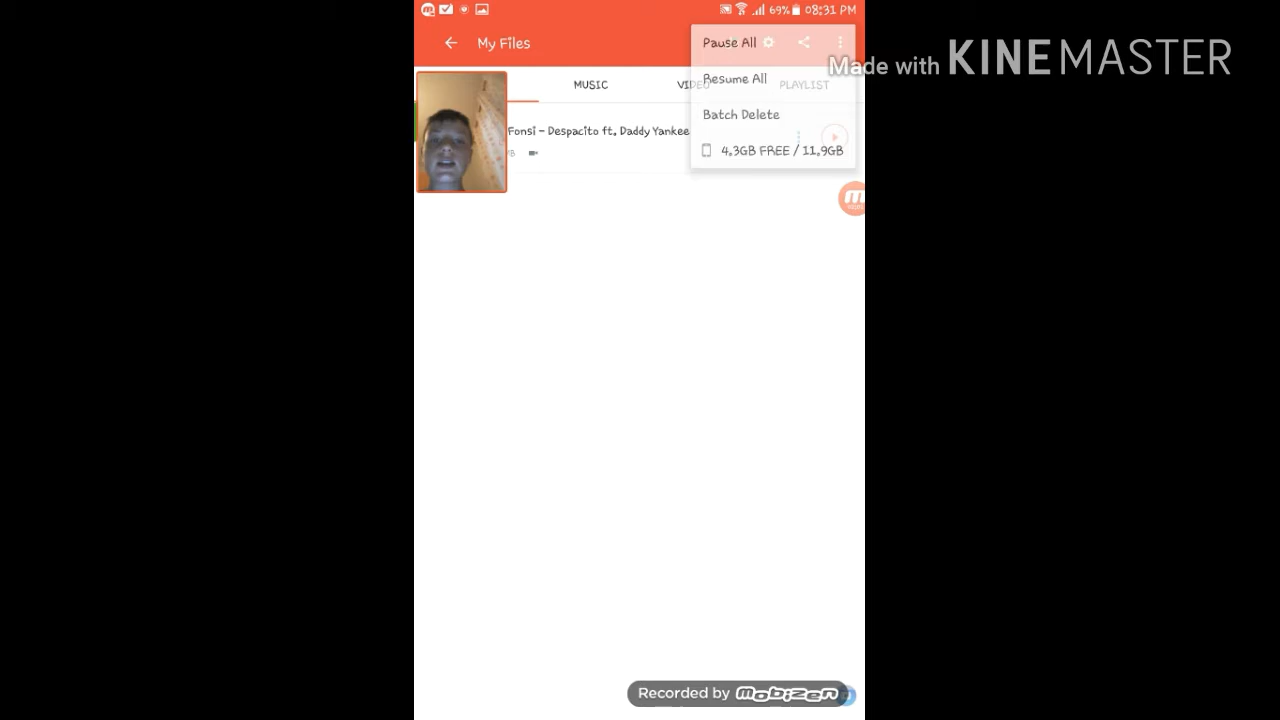 69% 08:31 PM
My Files
Pause All
Made with KINEMASTER
Resume All
MUSIC
PLAYLIST
Batch Delete
Fonsi - Despacito ft. Daddy Yankee
4.3GB FREE / 11.9GB
Recorded by mobizen